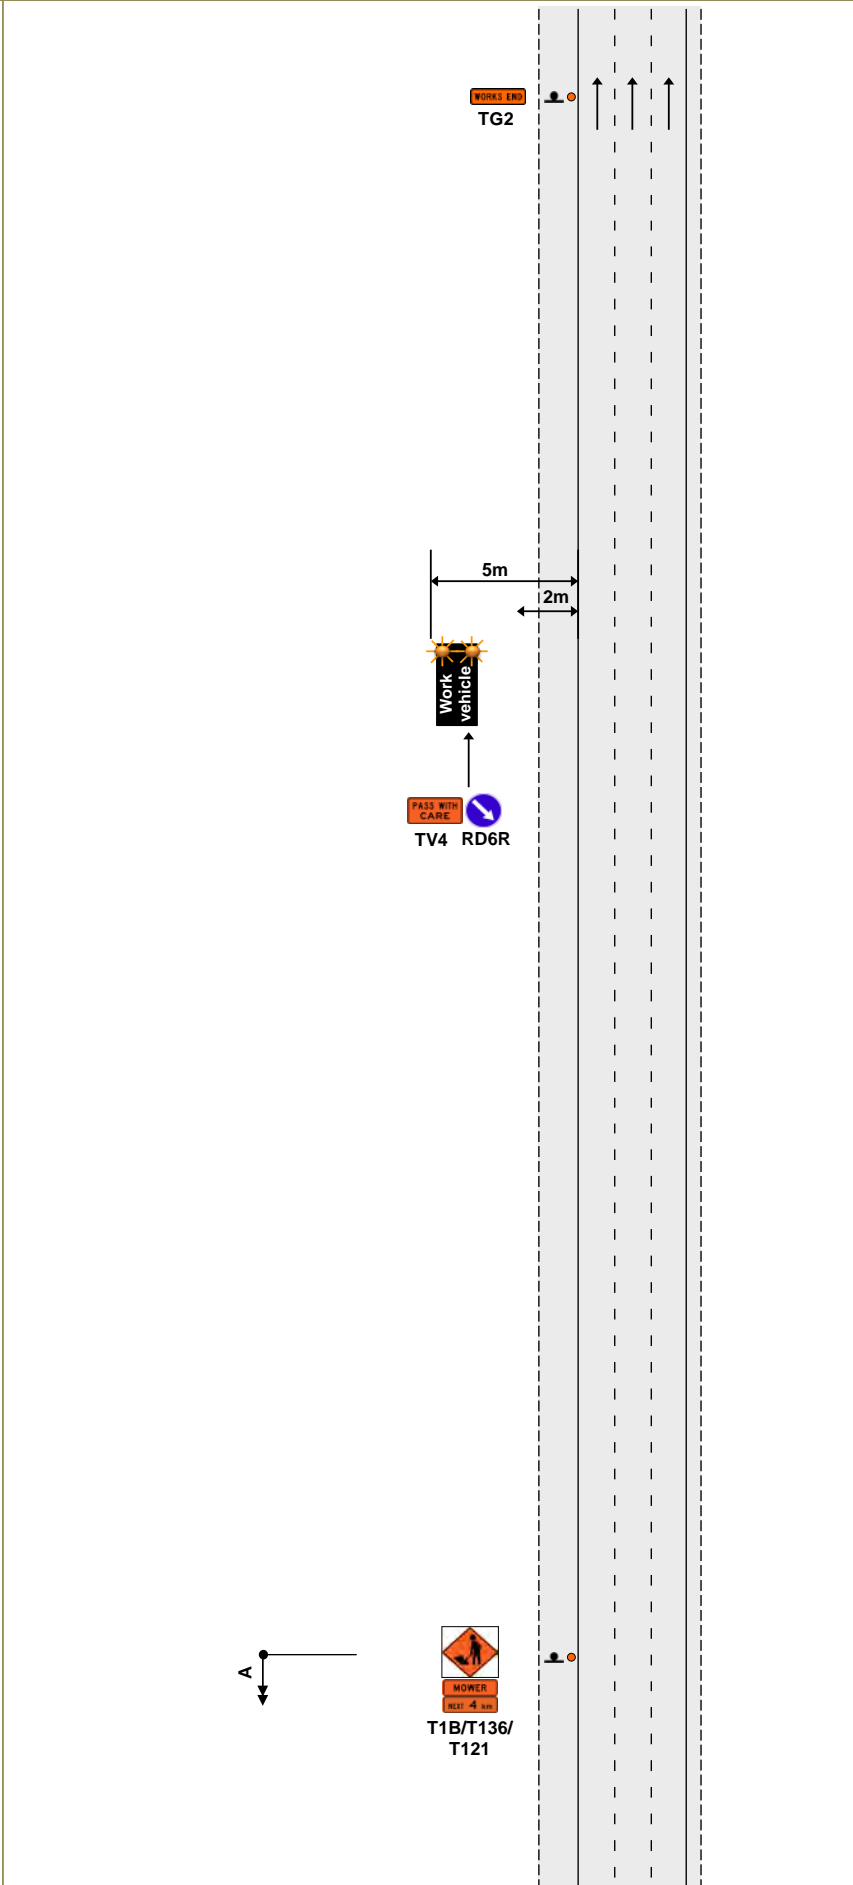 WORKS END
TG2
5m
2m
Work
vehicle
PASS WITH
CARE
TV4 RD6R
A
MOWER
NEXT 4 km
T1B/T136/
T121